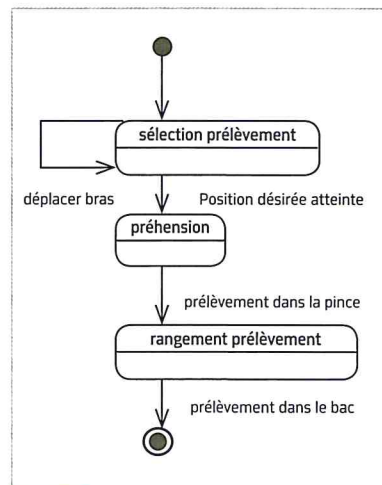 sélection prélèvement
déplacer bras
Position désirée atteinte
préhension
prélèvement dans la pince
rangement prélèvement
prélèvement dans le bac